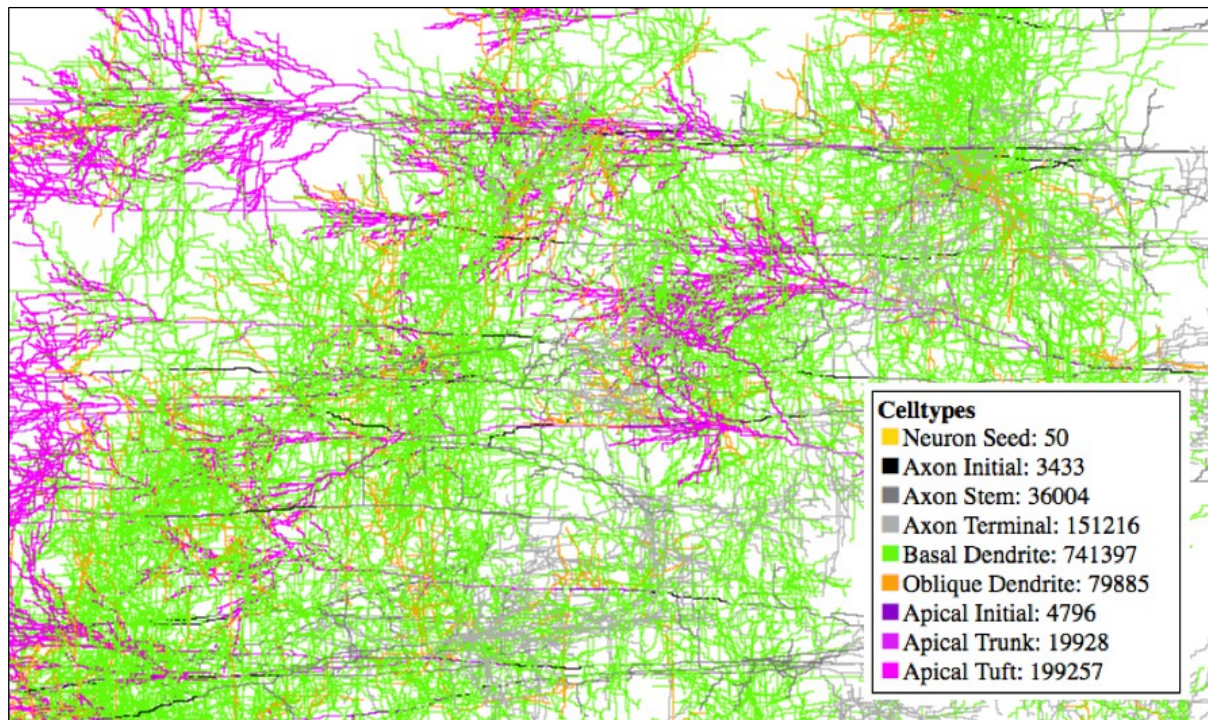 Celltypes
Neuron Seed: 50
Axon Initial: 3433
Axon Stem: 36004
Axon Terminal: 151216
Basal Dendrite: 741397
Oblique Dendrite: 79885
Apical Initial: 4796
Apical Trunk: 19928
Apical Tuft: 199257